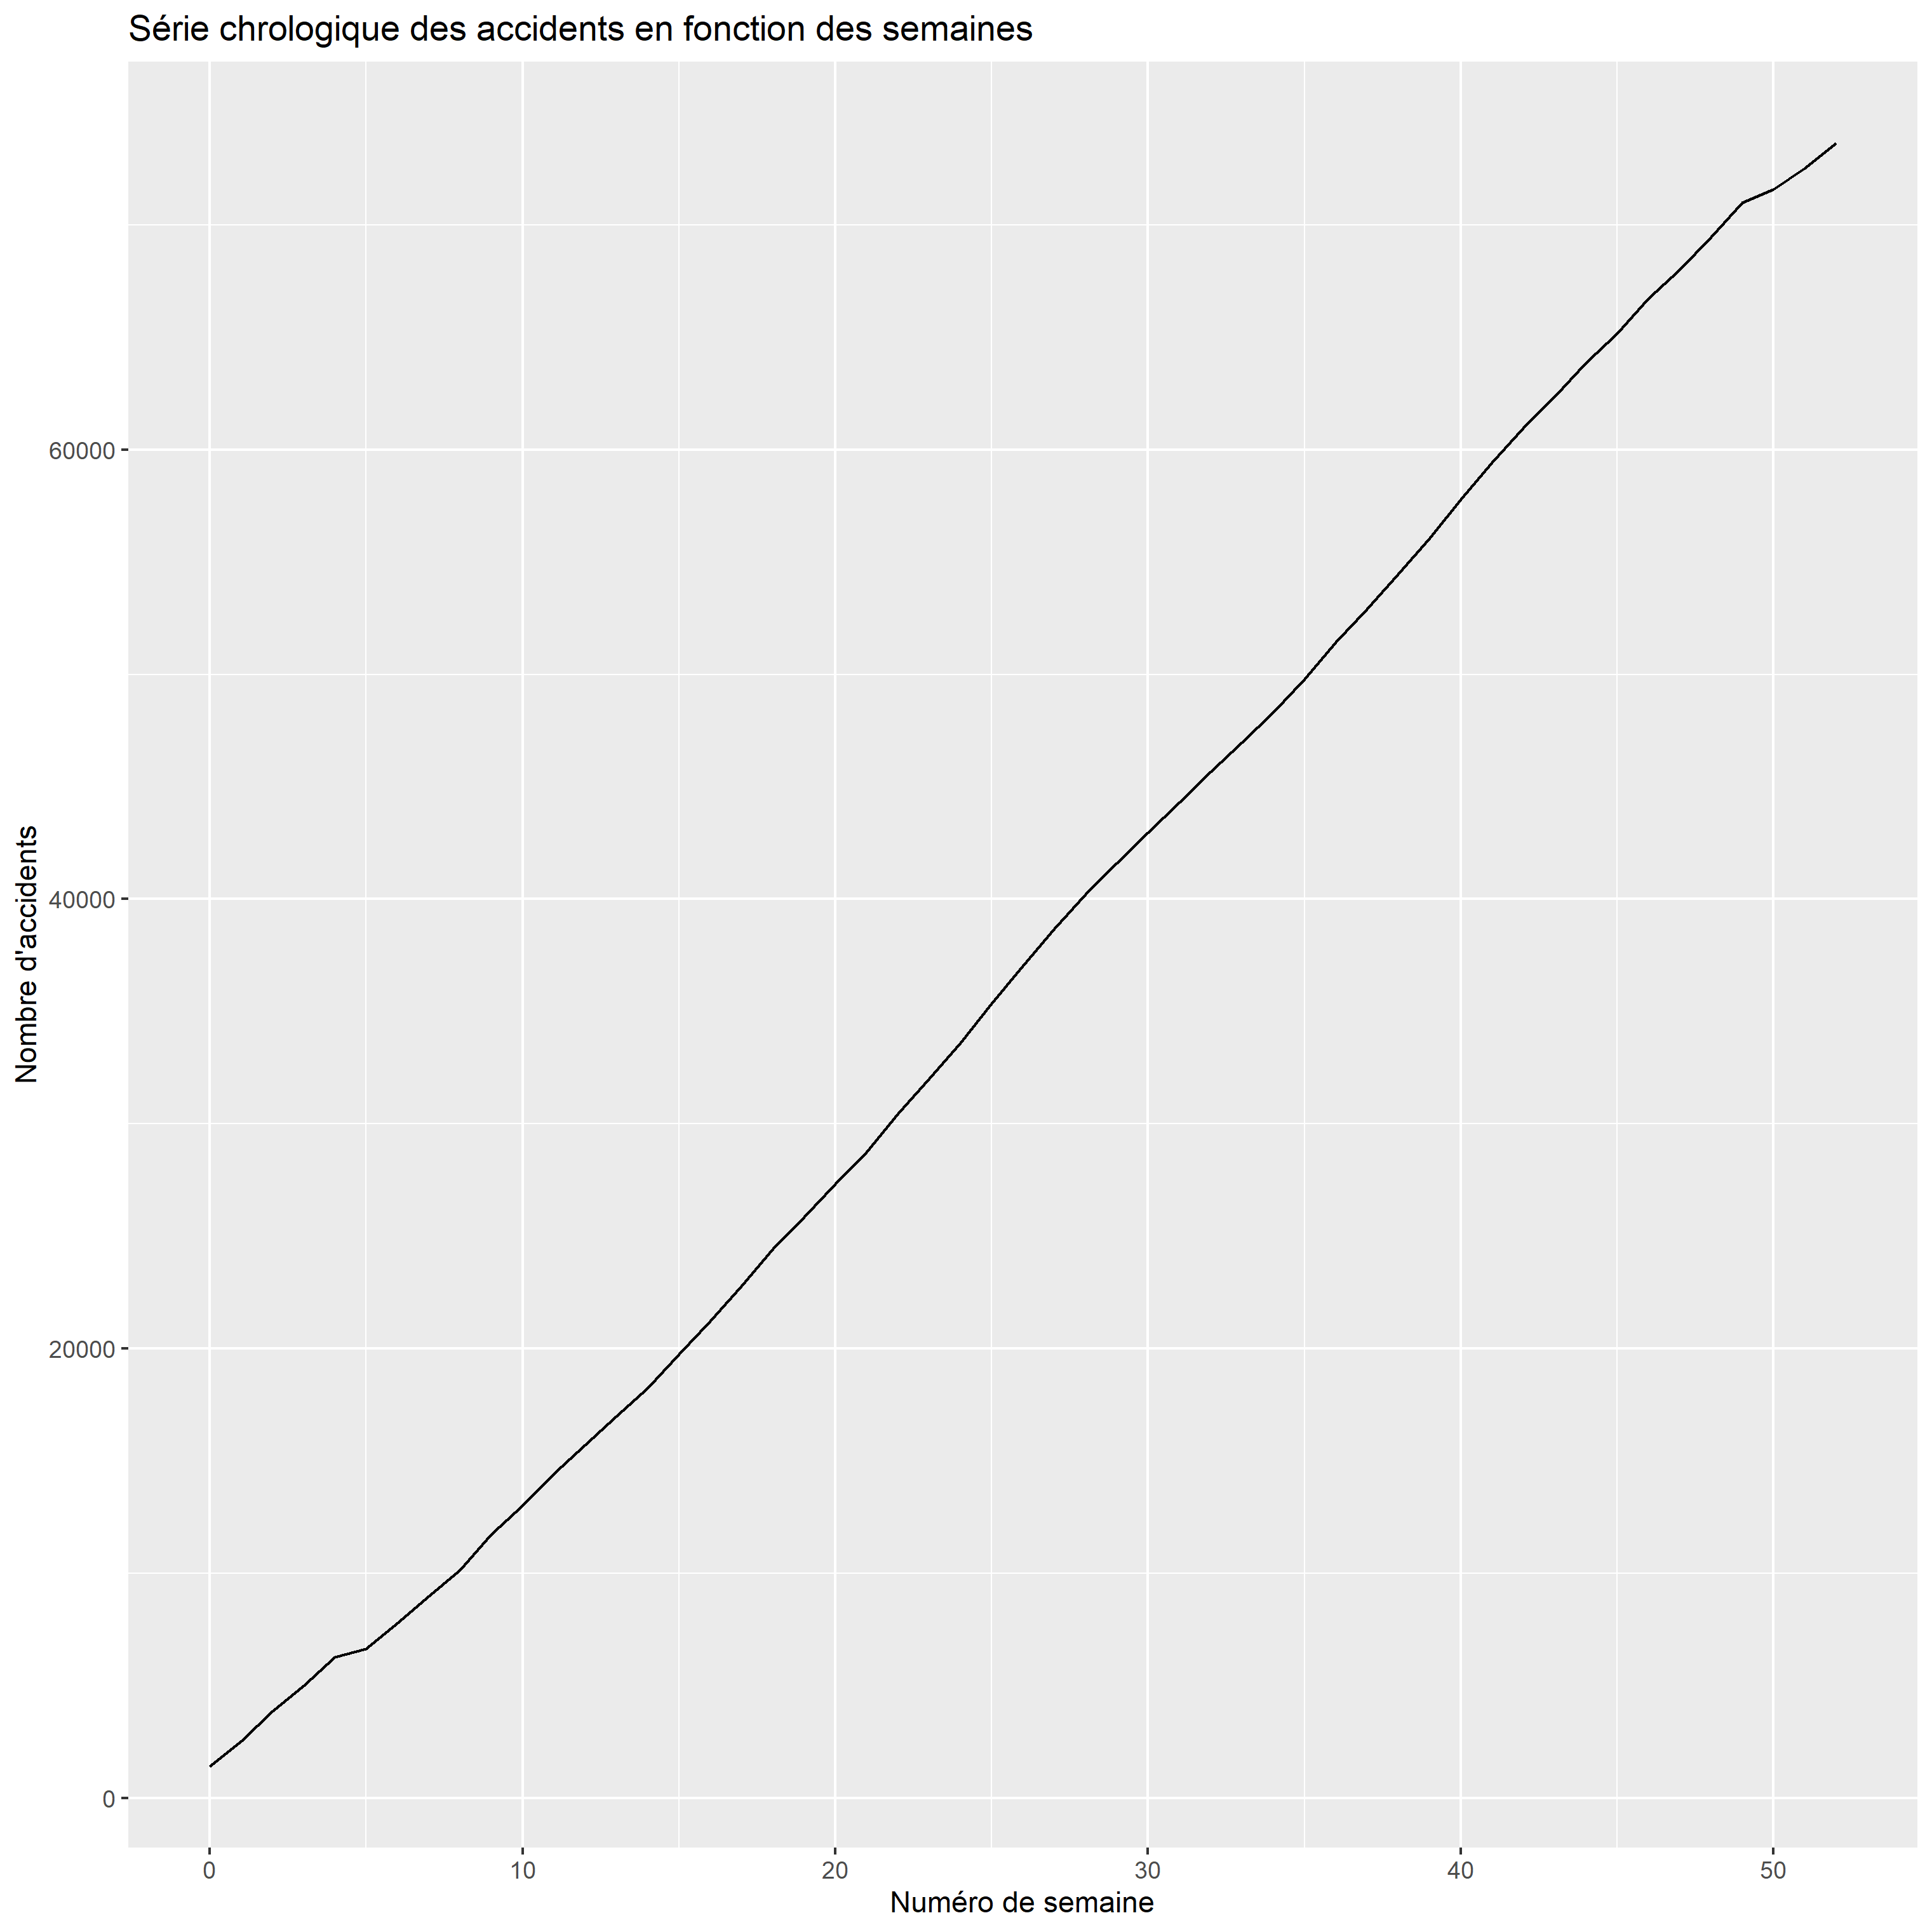 Série chrologique des accidents en fonction des semaines
Nombre d'accidents
60000
40000
20000
0
0 10 20 30 40 50
Numéro de semaine